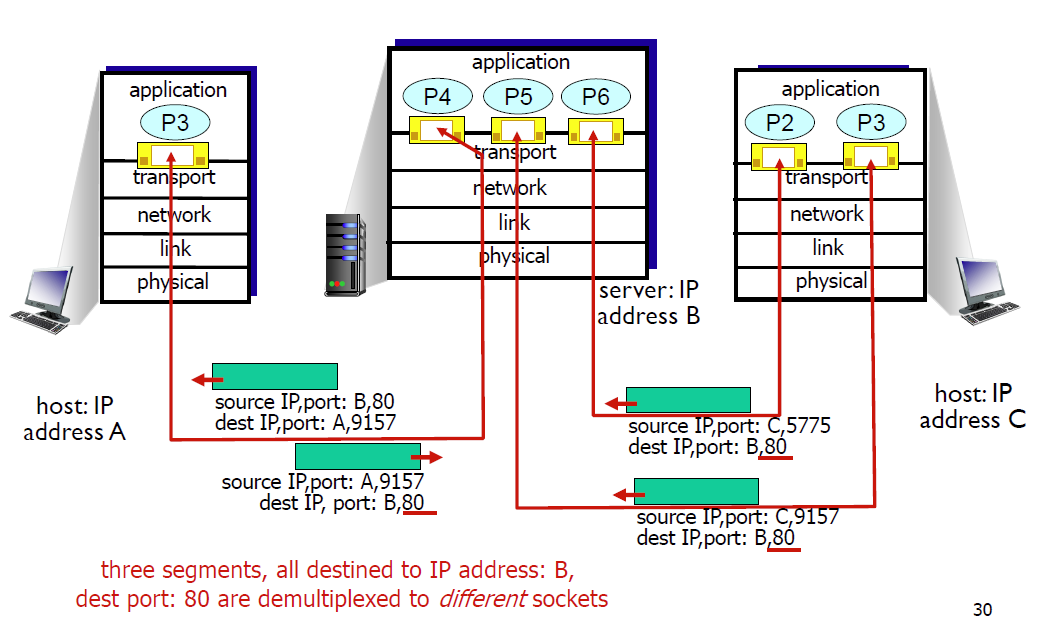 application
P3
transport
network
link
physical
host: IP
address A
application
P4 P5 P6
transport
network
link
physical
server: IP
address B
application
P2 P3
transport
network
link
physical
host: IP
address C
source IP,port: B,80
dest IP,port: A,9157
source IP,port: A,9157
dest IP, port: B,80
source IP,port: C,5775
dest IP,port: B,80
source IP,port: C,9157
dest IP,port: B,80
three segments, all destined to IP address: B,
dest port: 80 are demultiplexed to different sockets
30